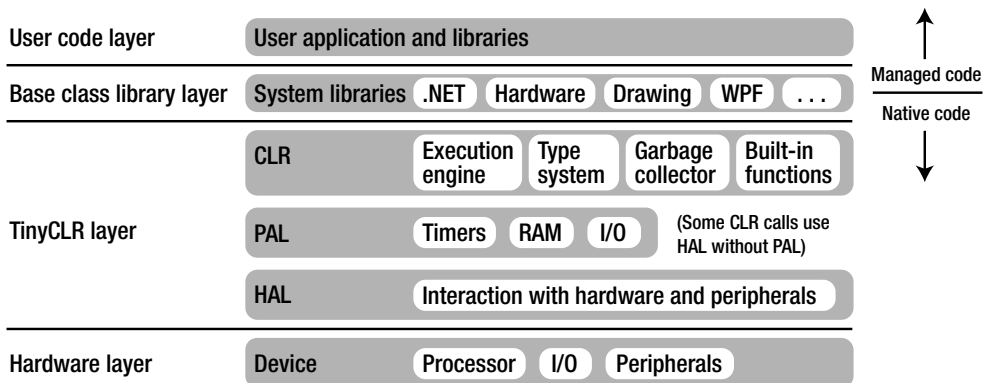 User code layer
User application and libraries
Base class library layer
System libraries .NET Hardware Drawing WPF . . .
Managed code
Native code
CLR
Execution engine
Type system
Garbage collector
Built-in functions
TinyCLR layer
PAL
Timers RAM I/O
(Some CLR calls use
HAL without PAL)
HAL
Interaction with hardware and peripherals
Hardware layer
Device
Processor I/O Peripherals